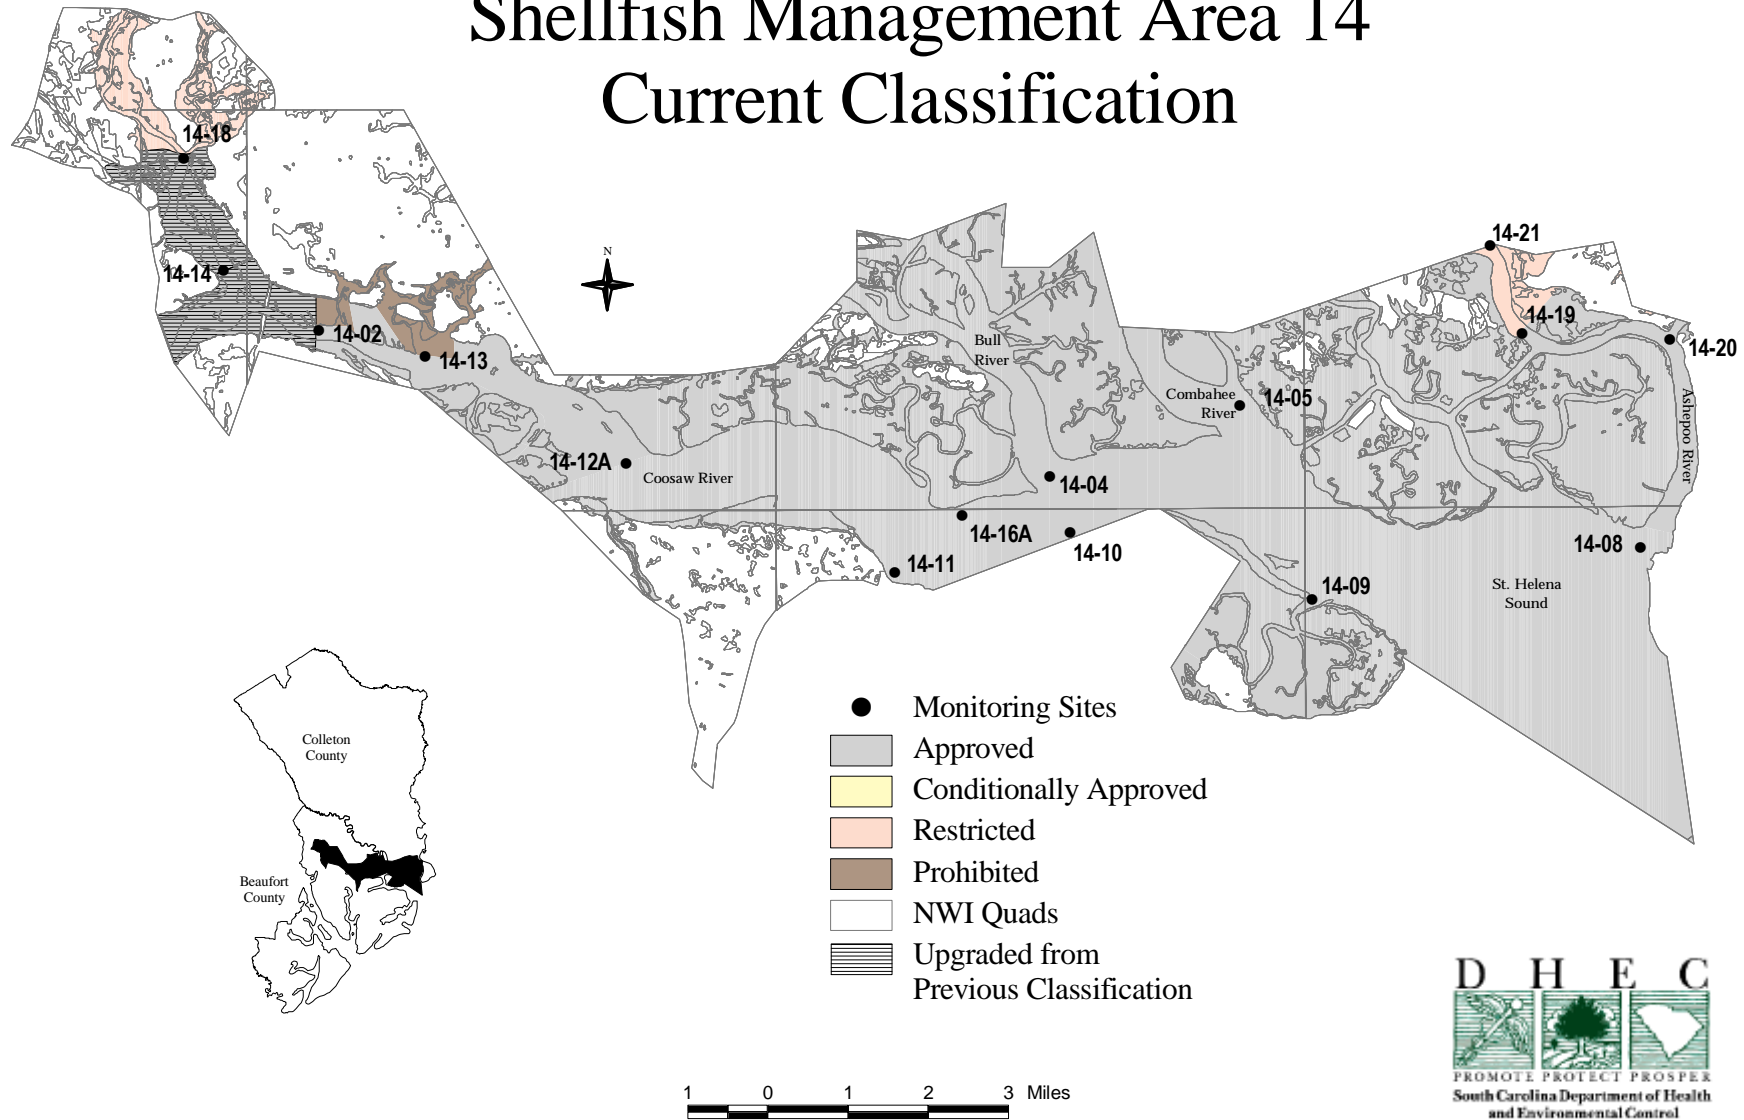 Shellfish Management Area 14
Current Classification
14-18
14-14
14-02
14-13
N
14-21
14-19
14-20
Bull
River
Combahee
River
14-05
Ashepoo River
14-12A
Coosaw River
14-04
14-16A
14-10
14-11
14-08
14-09
St. Helena
Sound
Colleton
County
Beaufort
County
Monitoring Sites
Approved
Conditionally Approved
Restricted
Prohibited
NWI Quads
Upgraded from
Previous Classification
1 0 1 2 3 Miles
D H E C
PROMOTE PROTECT PROSPER
South Carolina Department of Health
and Environmental Control